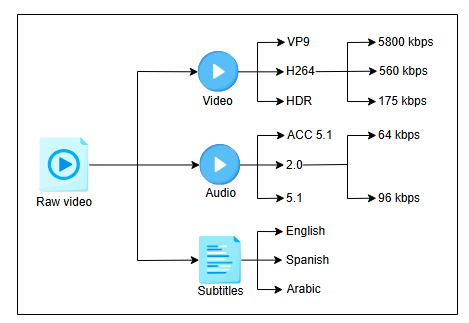 VP9
5800 kbps
H264
560 kbps
Video
HDR
175 kbps
ACC 5.1
64 kbps
2.0
Audio
5.1
96 kbps
Raw video
English
Spanish
Subtitles
Arabic